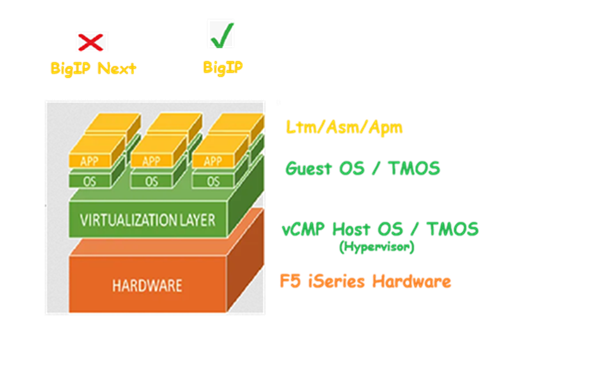 BigIP Next
BigIP
Ltm/Asm/Apm
APP APP APP
Guest OS / TMOS
OS OS OS
VIRTUALIZATION LAYER
vCMP Host OS / TMOS
(Hypervisor)
HARDWARE
F5 iSeries Hardware